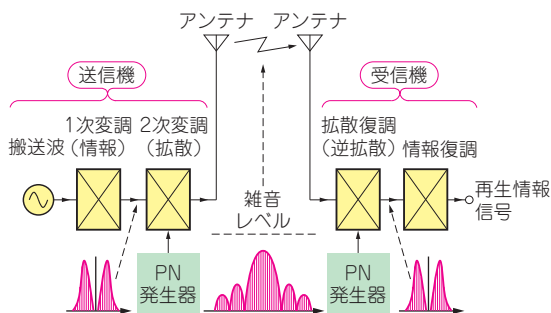 アンテナ
アンテナ
送信機
受信機
1次変調
(情報)
2次変調
(拡散)
搬送波
拡散復調
(逆拡散)
情報復調
再生情報
信号
雑音
レベル
PN
発生器
PN
発生器